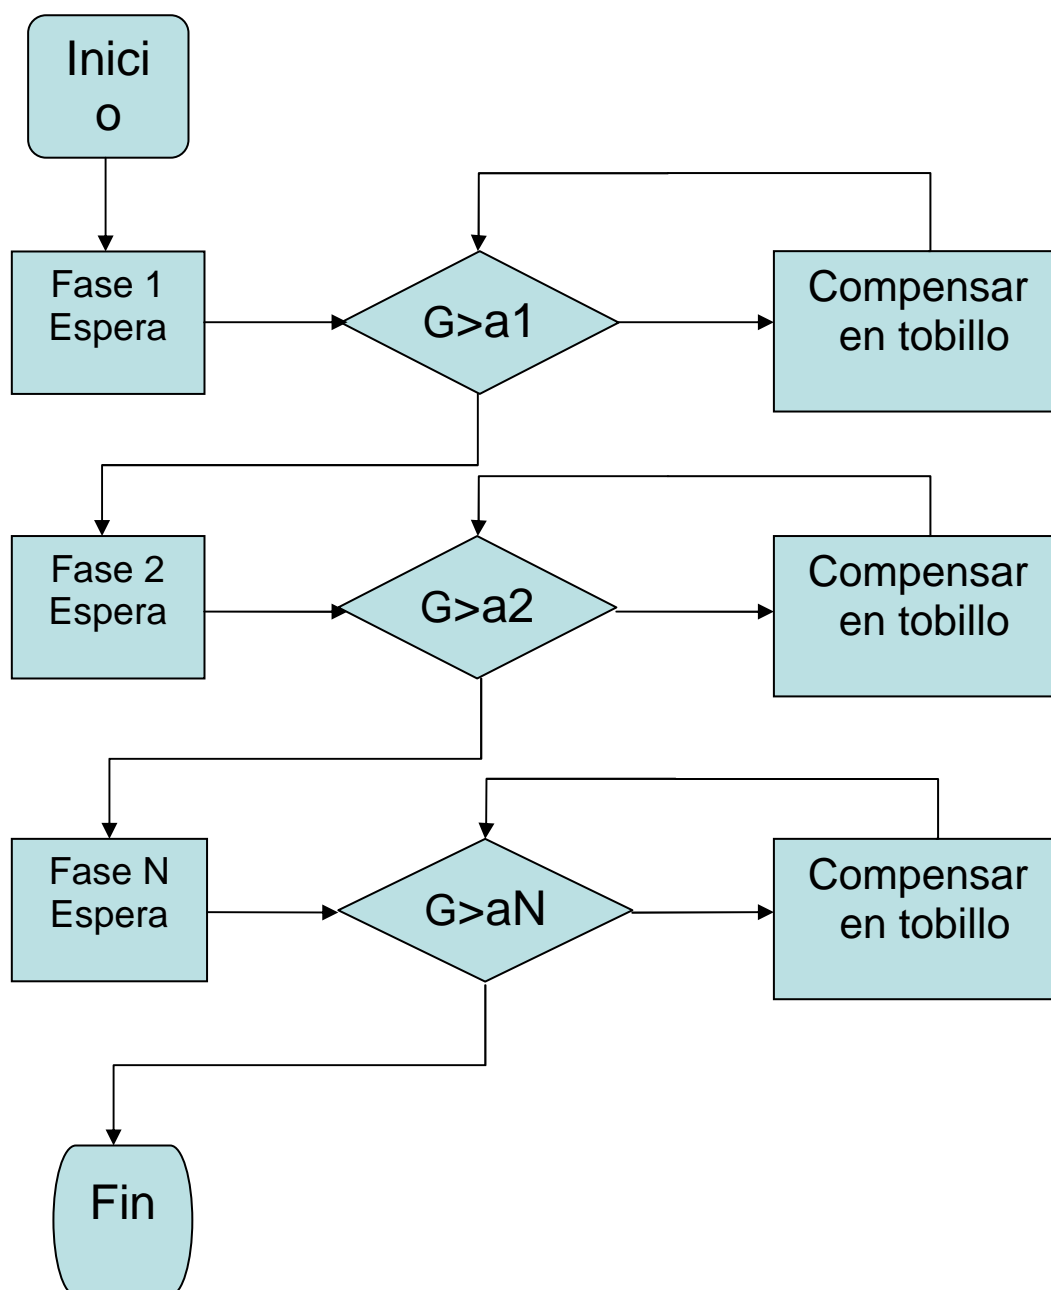 Inici
o
Fase 1
Espera
G>a1
Compensar
en tobillo
Fase 2
Espera
G>a2
Compensar
en tobillo
Fase N
Espera
G>aN
Compensar
en tobillo
Fin